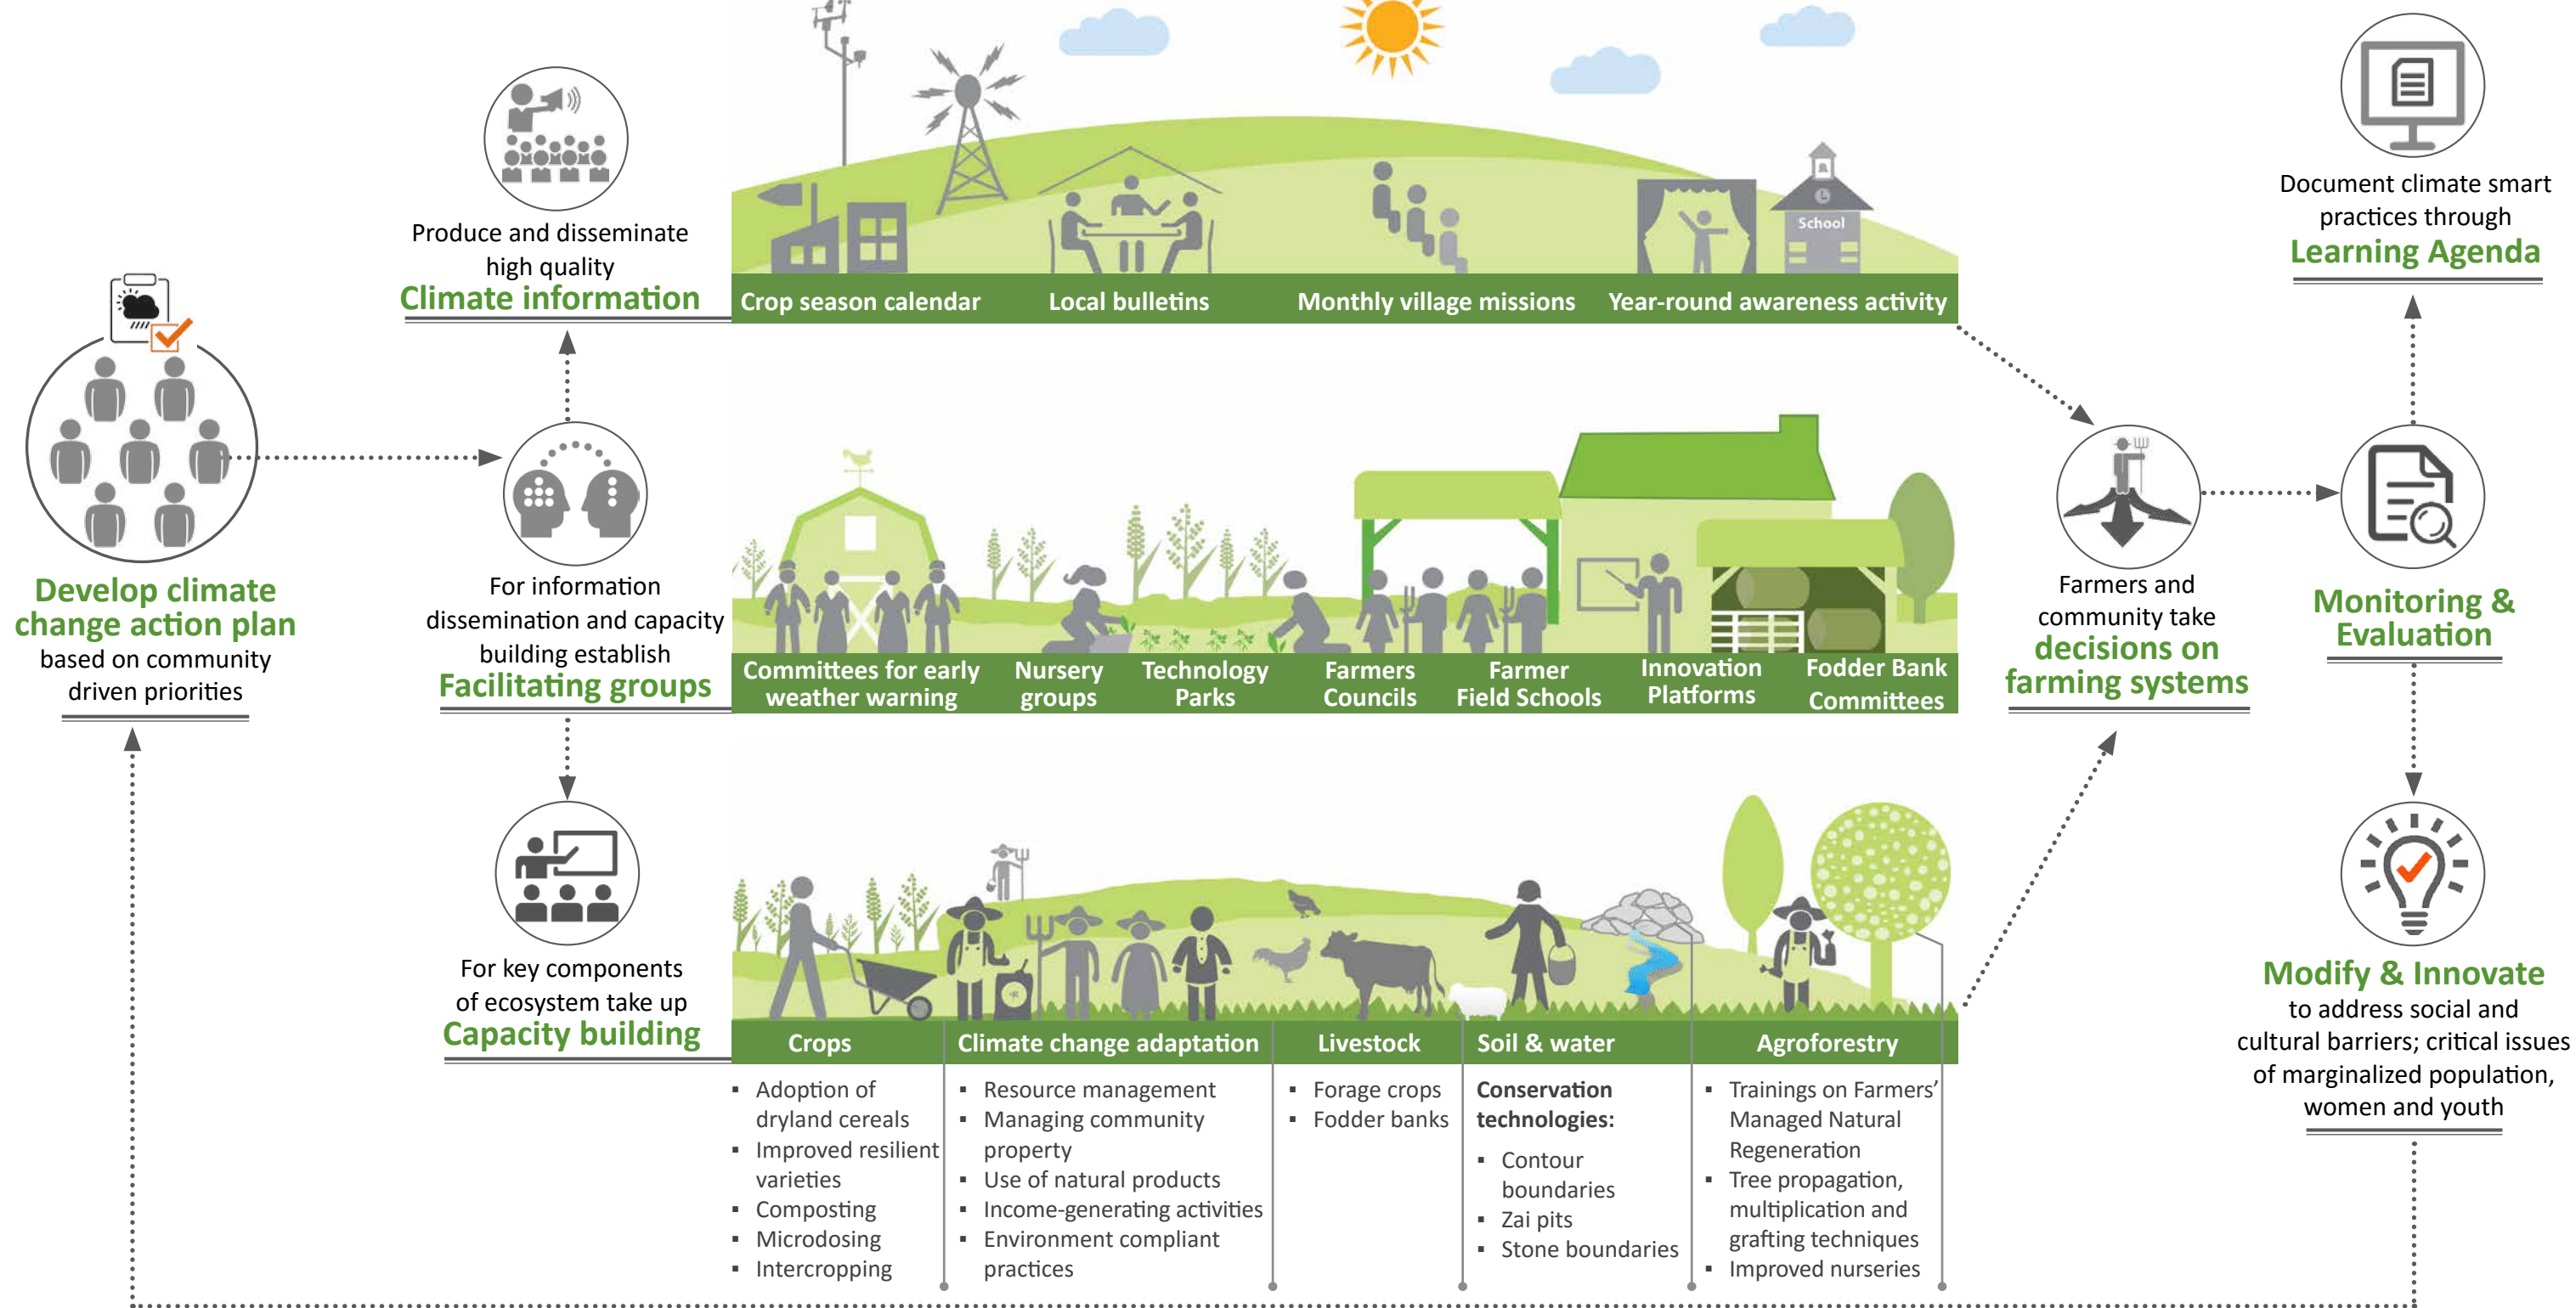 Produce and disseminate
high quality
Climate information
School
Crop season calendar
Local bulletins
Monthly village missions
Year-round awareness activity
Document climate smart
practices through
Learning Agenda
Develop climate
change action plan
based on community
driven priorities
For information
dissemination and capacity
building establish
Facilitating groups
Committees for early
weather warning
Nursery
groups
Technology
Parks
Farmers
Councils
Farmer
Field Schools
Innovation
Platforms
Fodder Bank
Committees
Farmers and
community take
decisions on
farming systems
Monitoring &
Evaluation
For key components
of ecosystem take up
Capacity building
Crops
▪ Adoption of
dryland cereals
▪ Improved resilient
varieties
▪ Composting
▪ Microdosing
▪ Intercropping
Climate change adaptation
▪ Resource management
▪ Managing community
property
▪ Use of natural products
▪ Income-generating activities
▪ Environment compliant
practices
Livestock
▪ Forage crops
▪ Fodder banks
Soil & water
Conservation
technologies:
▪ Contour
boundaries
▪ Zai pits
▪ Stone boundaries
Agroforestry
▪ Trainings on Farmers’
Managed Natural
Regeneration
▪ Tree propagation,
multiplication and
grafting techniques
▪ Improved nurseries
Modify & Innovate
to address social and
cultural barriers; critical issues
of marginalized population,
women and youth